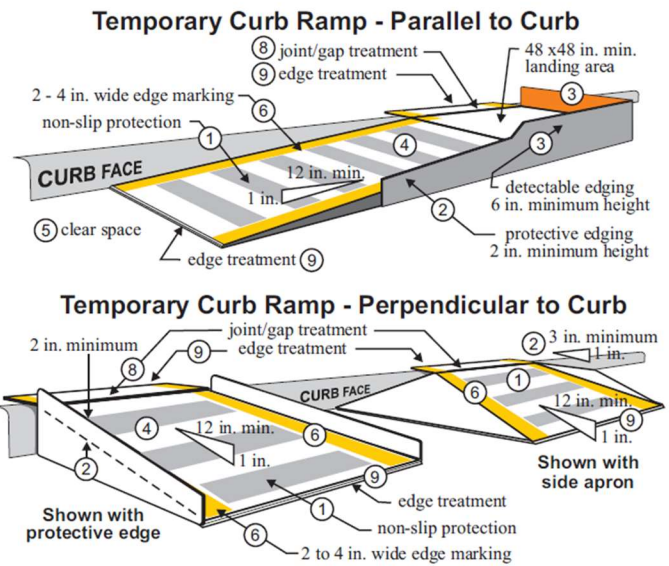 Temporary Curb Ramp - Parallel to Curb
8 joint/gap treatment
9 edge treatment
48 x48 in. min.
landing area
2 - 4 in. wide edge marking
6
non-slip protection
1
3
4
3
CURB FACE
12 in. min.
1 in.
detectable edging
6 in. minimum height
2
5 clear space
protective edging
2 in. minimum height
edge treatment 9
Temporary Curb Ramp - Perpendicular to Curb
joint/gap treatment
2 in. minimum
8
9 edge treatment
2 3 in. minimum
1 in.
CURB FACE
1
6
12 in. min.
9
1 in.
4
12 in. min.
6
1 in.
2
9
Shown with
side apron
edge treatment
Shown with
protective edge
1
non-slip protection
6
2 to 4 in. wide edge marking